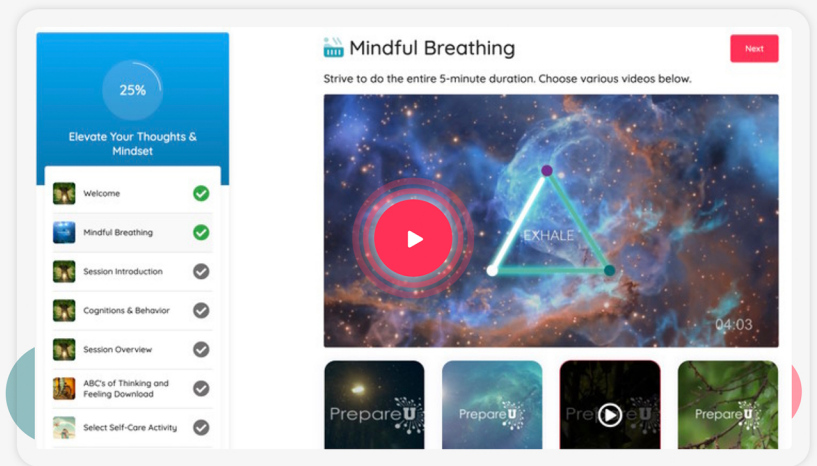 25%
Elevate Your Thoughts &
Mindset
Welcome
Mindful Breathing
Session Introduction
Cognitions & Behavior
Session Overview
ABC's of Thinking and
Feeling Download
Select Self-Care Activity
Mindful Breathing
Next
Strive to do the entire 5-minute duration. Choose various videos below.
EXHALE
04:03
PrepareU
PrepareU
PrepareU
PrepareU